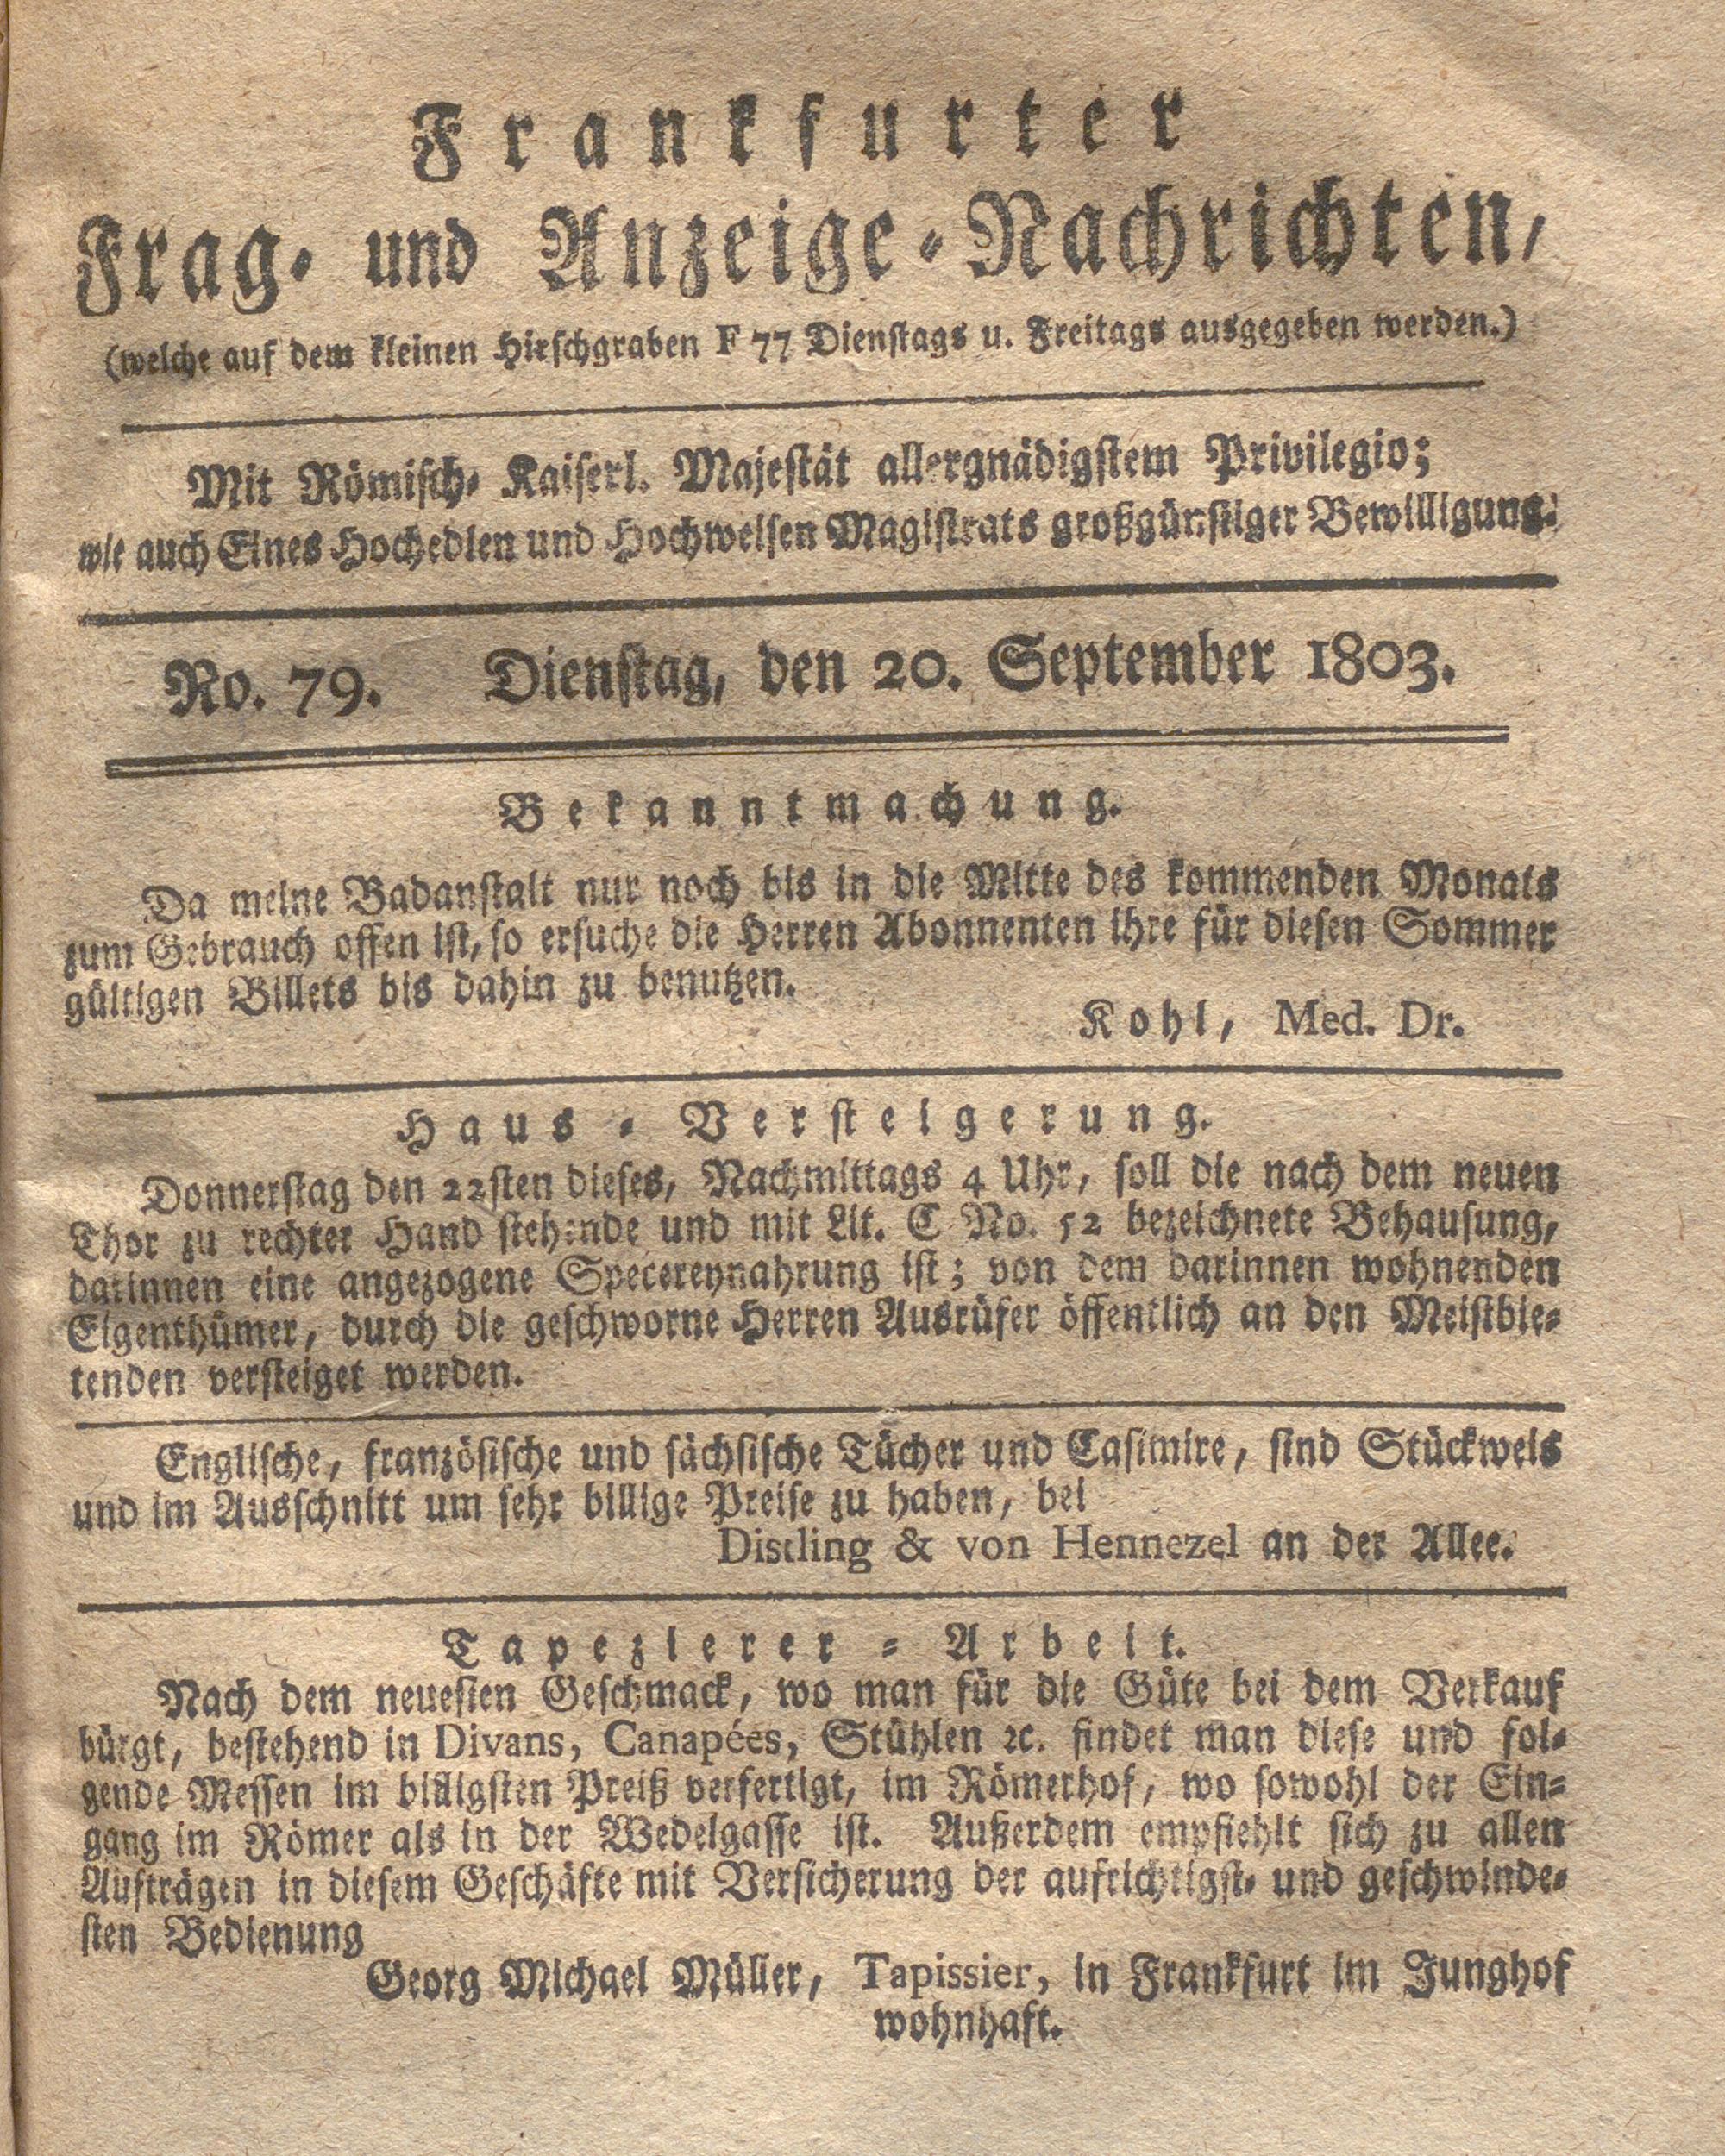 Frankfurter
Frag- und Anzeige-Nachrichten,
(welche auf dem kleinen Hirschgraben F 77 Dienstags u. Freitags ausgegeben werden.)
Mit Römisch- Kaiserl. Majestät allergnädigstem Privilegio;
wie auch Eines Hochedlen und Hochweisen Magistrats großgünstiger Bewilligung.
No. 79. Dienstag, den 20. September 1803.
Bekanntmachung.
Da meine Badanstalt nur noch bis in die Mitte des kommenden Monats
zum Gebrauch offen ist, so ersuche die Herren Abonnenten ihre für diesen Sommer
gültigen Billets bis dahin zu benutzen.
Kohl, Med. Dr.
Haus-Versteigerung.
Donnerstag den 22sten dieses, Nachmittags 4 Uhr, soll die nach dem neuen
Thor zu rechter Hand stehende und mit Lit. C No. 52 bezeichnete Behausung,
darinnen eine angezogene Specereynahrung ist; von dem darinnen wohnenden
Eigenthümer, durch die geschworne Herren Ausrüfer öffentlich an den Meistbie-
tenden versteiget werden.
Englische, französische und sächsische Tücher und Casimire, sind Stückweis
und im Ausschnitt um sehr billige Preise zu haben, bei
Distling & von Hennezel an der Allee.
Tapezierer-Arbeit.
Nach dem neuesten Geschmack, wo man für die Güte bei dem Verkauf
bürgt, bestehend in Divans, Canapées, Stühlen ꝛc. findet man diese und fol-
gende Messen im billigsten Preiß verfertigt, im Römerhof, wo sowohl der Ein-
gang im Römer als in der Wedelgasse ist. Außerdem empfiehlt sich zu allen
Aufträgen in diesem Geschäfte mit Versicherung der aufrichtigst- und geschwinde-
sten Bedienung
Georg Michael Müller, Tapissier, in Frankfurt im Junghof
wohnhaft.